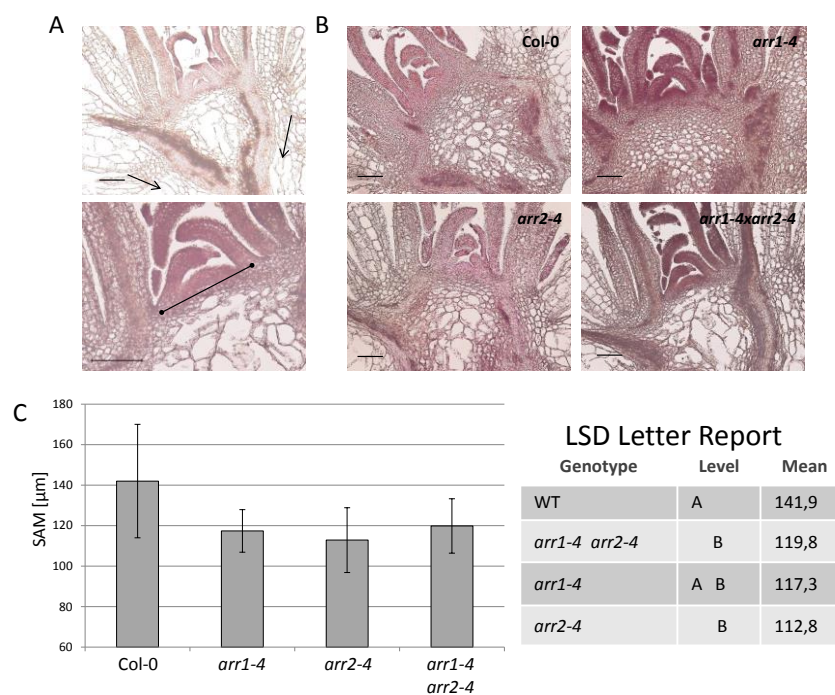 A
B
Col-0
arr1-4
arr2-4
arr1-4xarr2-4
C
180
160
140
120
100
80
60
SAM [µm]
Col-0
arr1-4
arr2-4
arr1-4
arr2-4
LSD Letter Report
Genotype Level Mean
WT A 141,9
arr1-4 arr2-4 B 119,8
arr1-4 A B 117,3
arr2-4 B 112,8